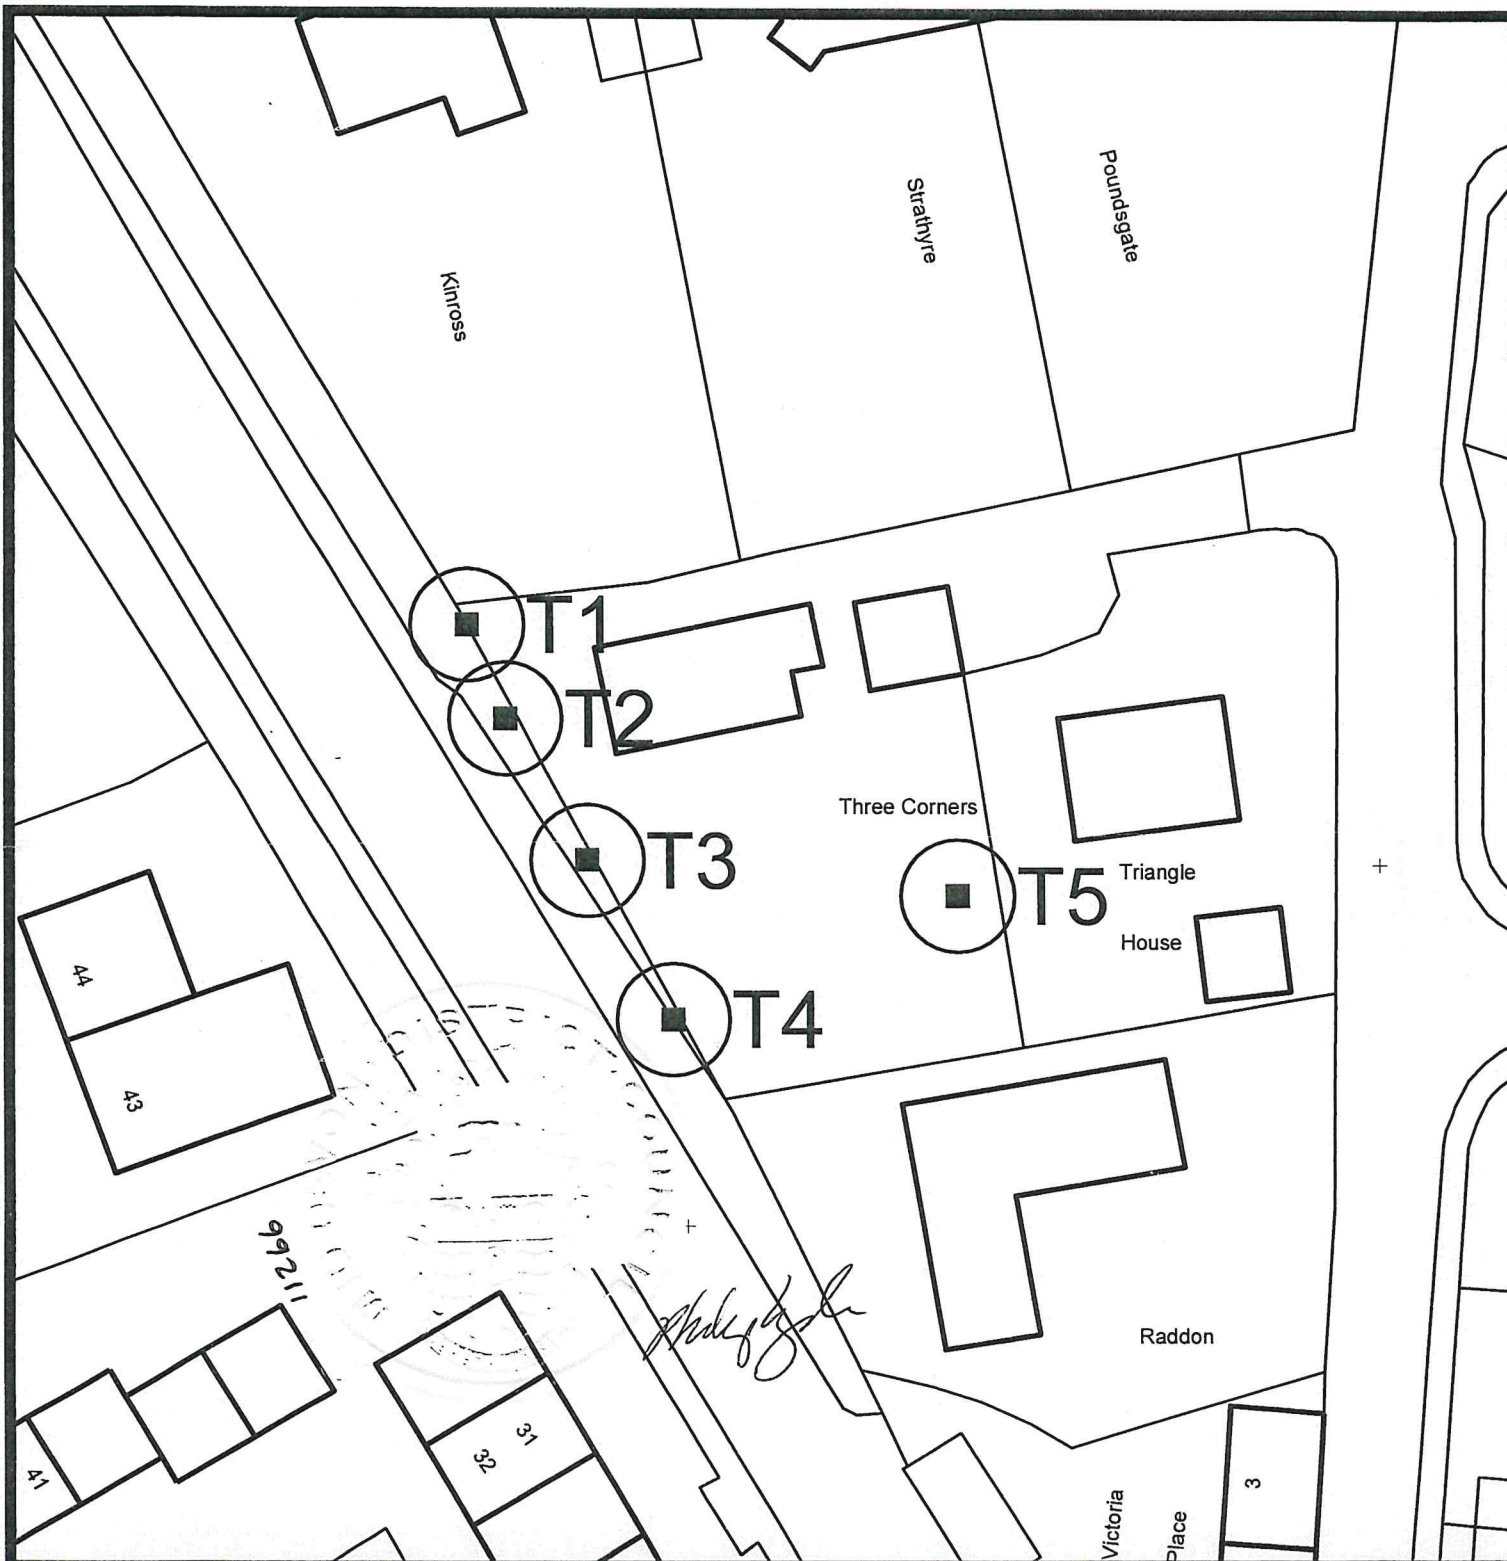 Poundsgate
Strathyre
Kinross
T1
T2
Three Corners
T3
T5
Triangle
House
T4
44
43
11266
Raddon
31
32
41
3
Victoria
Place